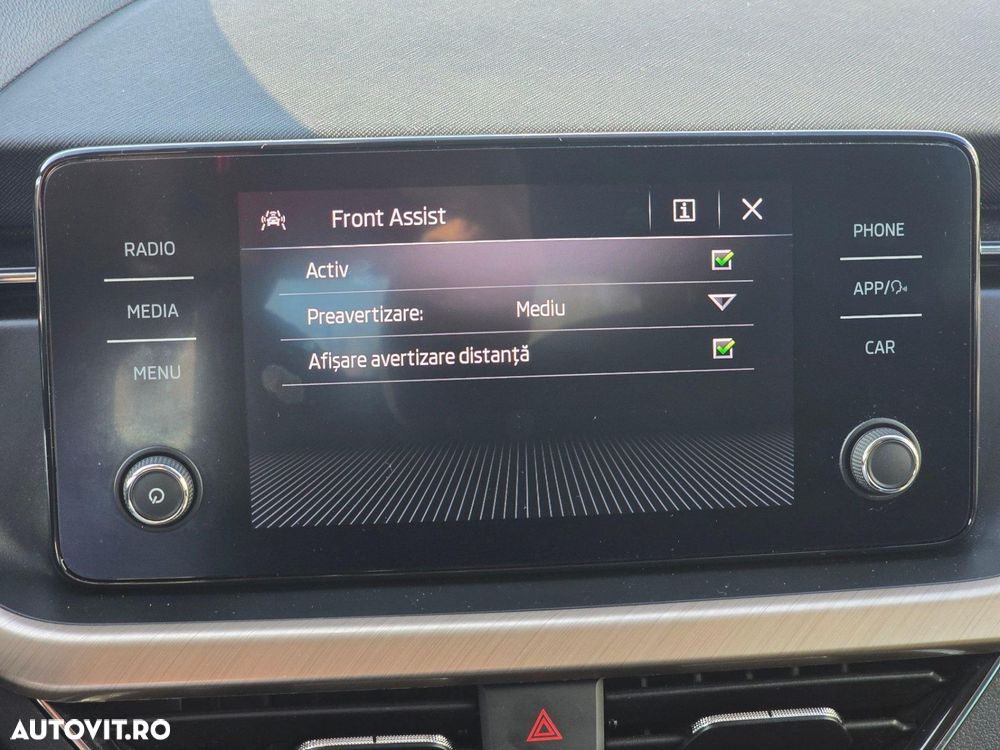 Front Assist
RADIO
MEDIA
MENU
Activ
Preavertizare: Mediu
Afișare avertizare distanță
PHONE
APP/
CAR
AUTOVIT.RO